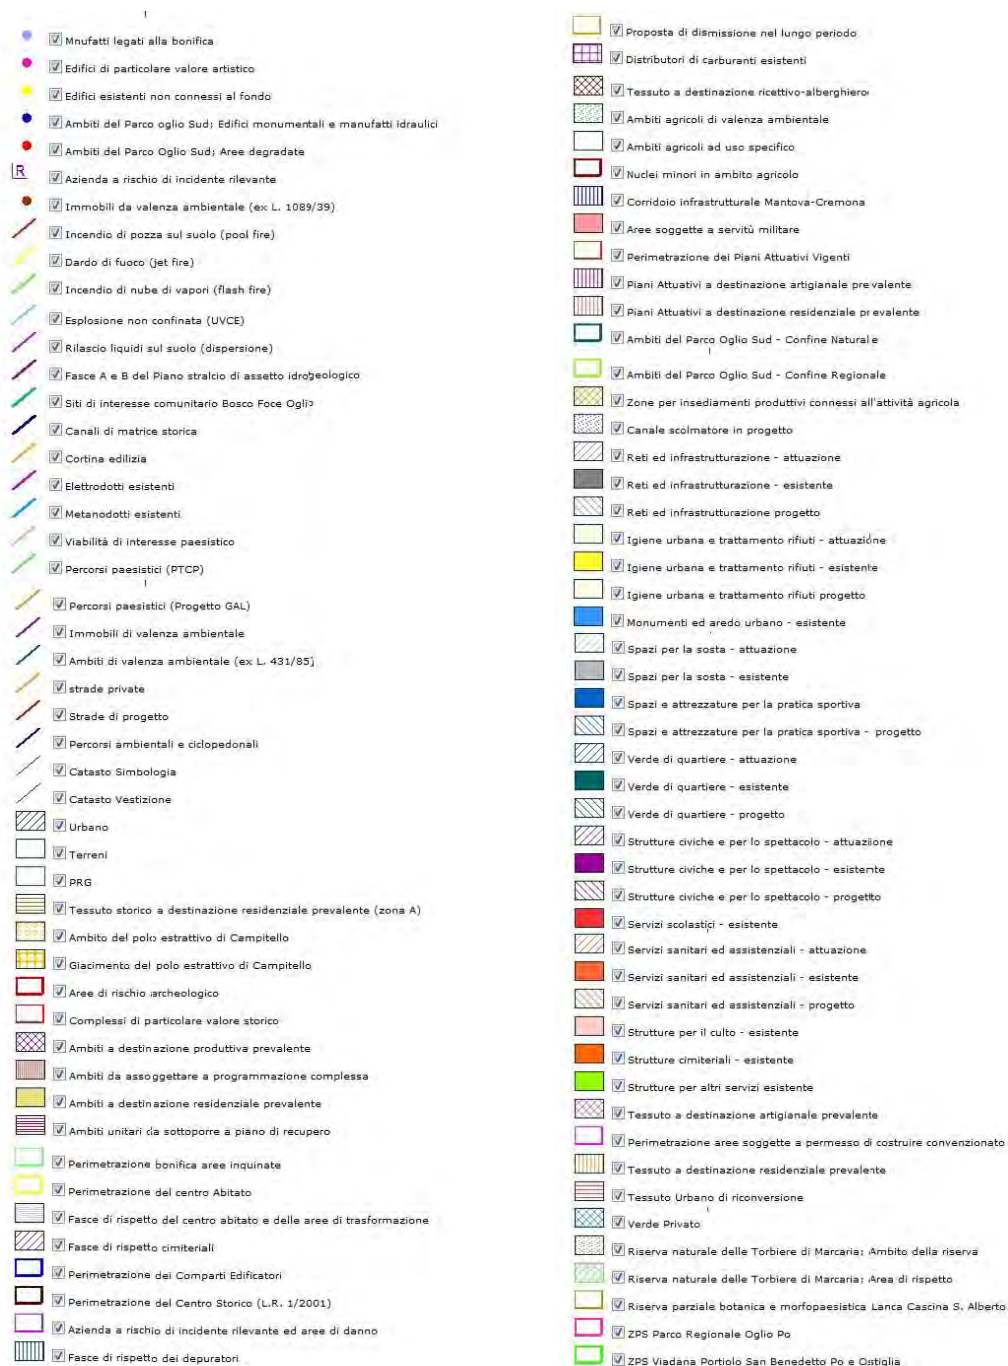 Mnufatti legati alla bonifica
Edifici di particolare valore artistico
Edifici esistenti non connessi al fondo
Ambiti del Parco oglio Sud; Edifici monumentali e manufatti idraulici
Ambiti del Parco Oglio Sud; Aree degradate
R
Azienda a rischio di incidente rilevante
Immobili da valenza ambientale (ex L. 1089/39)
Incendio di pozza sul suolo (pool fire)
Dardo di fuoco (jet fire)
Incendio di nube di vapori (flash fire)
Esplosione non confinata (UVCE)
Rilascio liquidi sul suolo (dispersione)
Fasce A e B del Piano stralcio di assetto idrogeologico
Siti di interesse comunitario Bosco Foce Oglio
Canali di matrice storica
Cortina edilizia
Elettrodotti esistenti
Metanodotti esistenti
Viabilità di interesse paesistico
Percorsi paesistici (PTCP)
Percorsi paesistici (Progetto GAL)
Immobili di valenza ambientale
Ambiti di valenza ambientale (ex L. 431/85)
strade private
Strade di progetto
Percorsi ambientali e ciclopedonali
Catasto Simbologia
Catasto Vestizione
Urbano
Terreni
PRG
Tessuto storico a destinazione residenziale prevalente (zona A)
Ambito del polo estrattivo di Campitello
Giacimento del polo estrattivo di Campitello
Aree di rischio archeologico
Complessi di particolare valore storico
Ambiti a destinazione produttiva prevalente
Ambiti da assoggettare a programmazione complessa
Ambiti a destinazione residenziale prevalente
Ambiti unitari da sottoporre a piano di recupero
Perimetrazione bonifica aree inquinate
Perimetrazione del centro Abitato
Fasce di rispetto del centro abitato e delle aree di trasformazione
Fasce di rispetto cimiteriali
Perimetrazione dei Comparti Edificatori
Perimetrazione del Centro Storico (L.R. 1/2001)
Azienda a rischio di incidente rilevante ed aree di danno
Fasce di rispetto dei depuratori
Proposta di dismissione nel lungo periodo
Distributori di carburanti esistenti
Tessuto a destinazione ricettivo-alberghiero
Ambiti agricoli di valenza ambientale
Ambiti agricoli ad uso specifico
Nuclei minori in ambito agricolo
Corridoio infrastrutturale Mantova-Cremona
Aree soggette a servitù militare
Perimetrazione dei Piani Attuativi Vigenti
Piani Attuativi a destinazione artigianale prevalente
Piani Attuativi a destinazione residenziale prevalente
Ambiti del Parco Oglio Sud - Confine Naturale
Ambiti del Parco Oglio Sud - Confine Regionale
Zone per insediamenti produttivi connessi all'attività agricola
Canale scolmatore in progetto
Reti ed infrastrutturazione - attuazione
Reti ed infrastrutturazione - esistente
Reti ed infrastrutturazione progetto
Igiene urbana e trattamento rifiuti - attuazione
Igiene urbana e trattamento rifiuti - esistente
Igiene urbana e trattamento rifiuti progetto
Monumenti ed aredo urbano - esistente
Spazi per la sosta - attuazione
Spazi per la sosta - esistente
Spazi e attrezzature per la pratica sportiva
Spazi e attrezzature per la pratica sportiva - progetto
Verde di quartiere - attuazione
Verde di quartiere - esistente
Verde di quartiere - progetto
Strutture civiche e per lo spettacolo - attuazione
Strutture civiche e per lo spettacolo - esistente
Strutture civiche e per lo spettacolo - progetto
Servizi scolastici - esistente
Servizi sanitari ed assistenziali - attuazione
Servizi sanitari ed assistenziali - esistente
Servizi sanitari ed assistenziali - progetto
Strutture per il culto - esistente
Strutture cimiteriali - esistente
Strutture per altri servizi esistente
Tessuto a destinazione artigianale prevalente
Perimetrazione aree soggette a permesso di costruire convenzionato
Tessuto a destinazione residenziale prevalente
Tessuto Urbano di riconversione
Verde Privato
Riserva naturale delle Torbiere di Marcaria; Ambito della riserva
Riserva naturale delle Torbiere di Marcaria; Area di rispetto
Riserva parziale botanica e morfopaesistica Lanca Cascina S. Alberto
ZPS Parco Regionale Oglio Po
ZPS Viadana Portiolo San Benedetto Po e Ostiglia